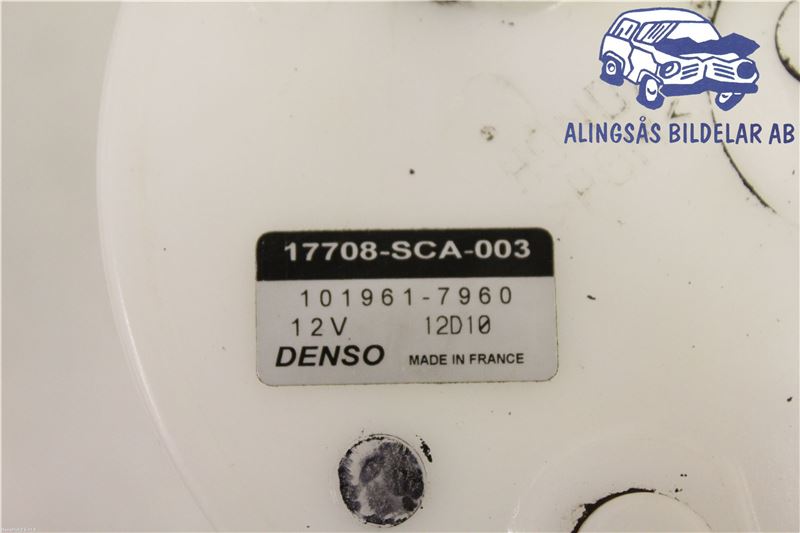 ALINGSÅS BILDELAR AB
17708-SCA-003
101961-7960
12V 12D10
DENSO MADE IN FRANCE